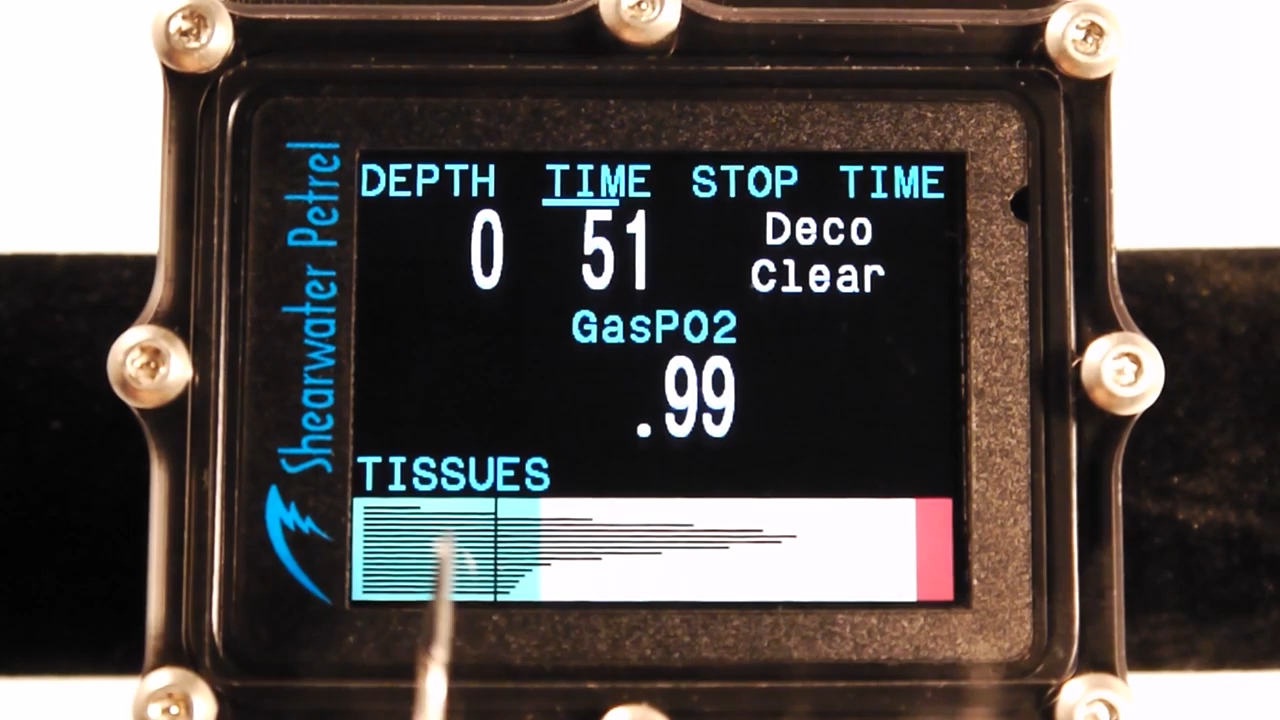 Shearwater Petrel
DEPTH TIME STOP TIME
0 51 Deco
Clear
GasPO2
.99
TISSUES